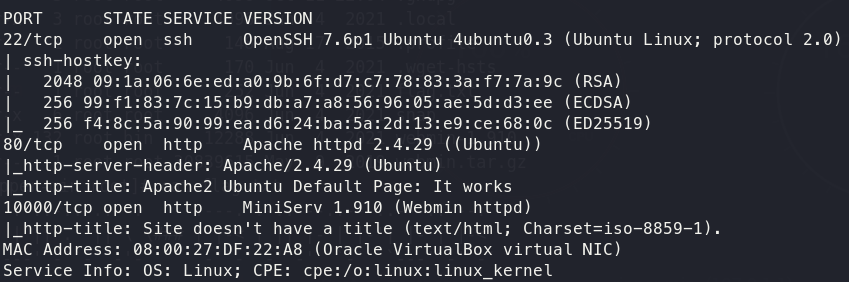 PORT STATE SERVICE VERSION
22/tcp open ssh OpenSSH 7.6p1 Ubuntu 4ubuntu0.3 (Ubuntu Linux; protocol 2.0)
| ssh-hostkey:
| 2048 09:1a:06:6e:ed:a0:9b:6f:d7:c7:78:83:3a:f7:7a:9c (RSA)
| 256 99:f1:83:7c:15:b9:db:a7:a8:56:96:05:ae:5d:d3:ee (ECDSA)
|_ 256 f4:8c:5a:90:99:ea:d6:24:ba:5a:2d:13:e9:ce:68:0c (ED25519)
80/tcp open http Apache httpd 2.4.29 ((Ubuntu))
|_http-server-header: Apache/2.4.29 (Ubuntu)
|_http-title: Apache2 Ubuntu Default Page: It works
10000/tcp open http MiniServ 1.910 (Webmin httpd)
|_http-title: Site doesn't have a title (text/html; Charset=iso-8859-1).
MAC Address: 08:00:27:DF:22:A8 (Oracle VirtualBox virtual NIC)
Service Info: OS: Linux; CPE: cpe:/o:linux:linux_kernel